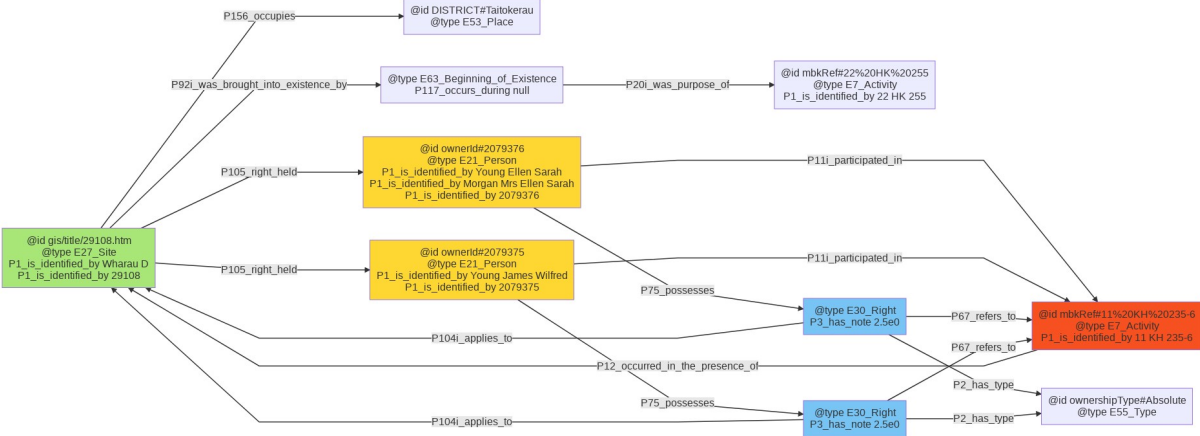 P156_occupies
@id DISTRICT#Taitokerau
@type E53_Place
P92i_was_brought_into_existence_by
@type E63_Beginning_of_Existence
P117_occurs_during null
P20i_was_purpose_of
@id mbkRef#22%20HK%20255
@type E7_Activity
P1_is_identified_by 22 HK 255
P105_right_held
@id ownerId#2079376
@type E21_Person
P1_is_identified_by Young Ellen Sarah
P1_is_identified_by Morgan Mrs Ellen Sarah
P1_is_identified_by 2079376
P11i_participated_in
@id gis/title/29108.htm
@type E27_Site
P1_is_identified_by Wharau D
P1_is_identified_by 29108
P105_right_held
@id ownerId#2079375
@type E21_Person
P1_is_identified_by Young James Wilfred
P1_is_identified_by 2079375
P11i_participated_in
P75_possesses
@type E30_Right
P3_has_note 2.5e0
P67_refers_to
@id mbkRef#11%20KH%20235-6
@type E7_Activity
P1_is_identified_by 11 KH 235-6
P104i_applies_to
P67_refers_to
P12_occurred_in_the_presence_of
P2_has_type
P75_possesses
@id ownershipType#Absolute
@type E55_Type
P104i_applies_to
@type E30_Right
P3_has_note 2.5e0
P2_has_type